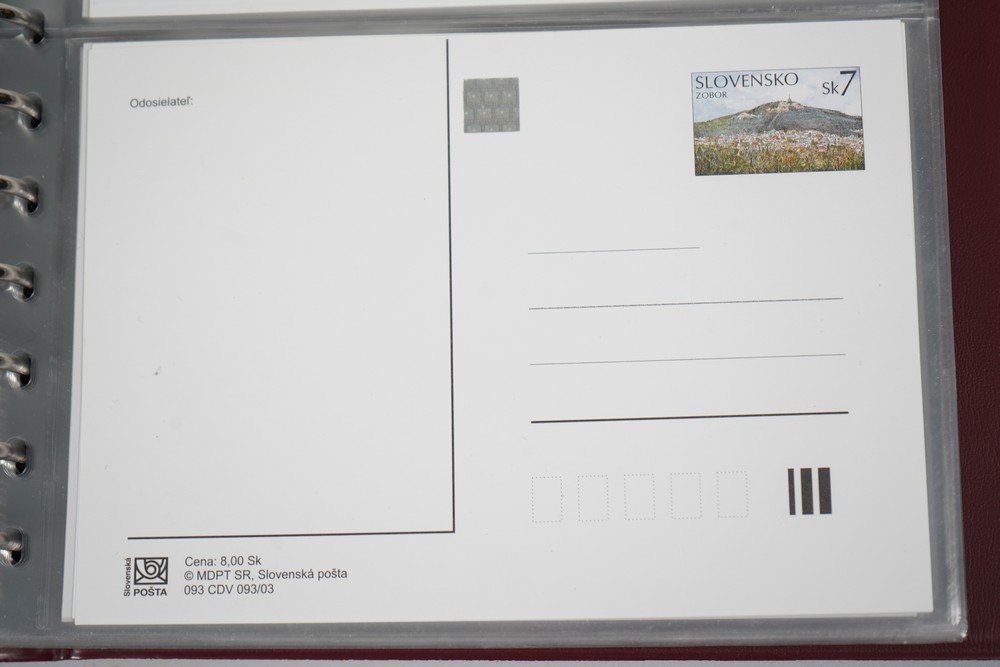 Odosielateľ:
SLOVENSKO
ZOBOR
Sk7
Slovenská
POŠTA
Cena: 8,00 Sk
© MDPT SR, Slovenská pošta
093 CDV 093/03